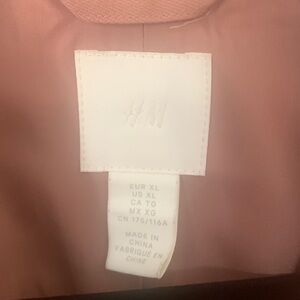 H&M
EUR XL
US XL
CA TG
MX XG
CN 175/116A
MADE IN
CHINA
FABRIQUÉ EN
CHINE